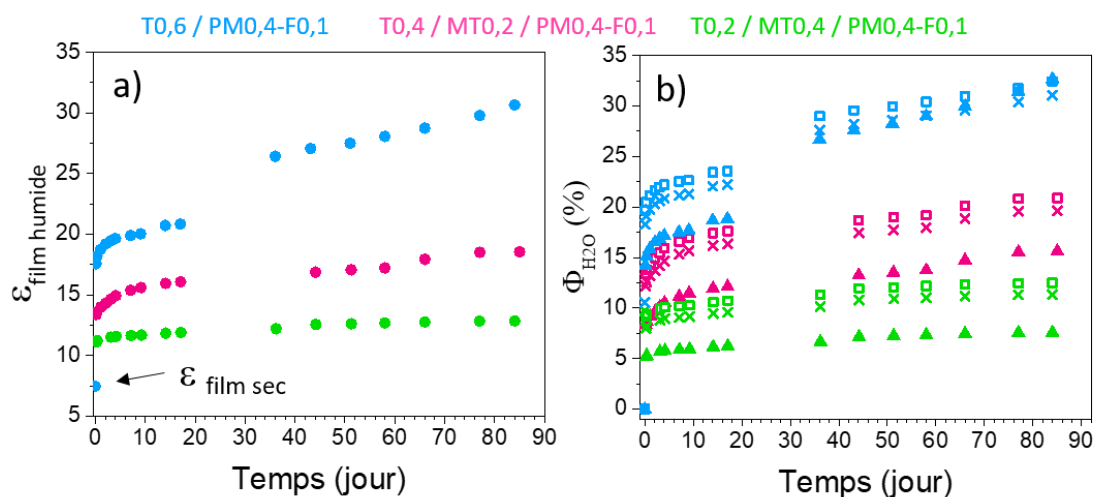 T0,6 / PM0,4-F0,1 T0,4 / MT0,2 / PM0,4-F0,1 T0,2 / MT0,4 / PM0,4-F0,1
a)
ε film humide
35
30
25
20
15
10
5
ε film sec
0 10 20 30 40 50 60 70 80 90
Temps (jour)
b)
Φ H2O (%)
35
30
25
20
15
10
5
0
0 10 20 30 40 50 60 70 80 90
Temps (jour)